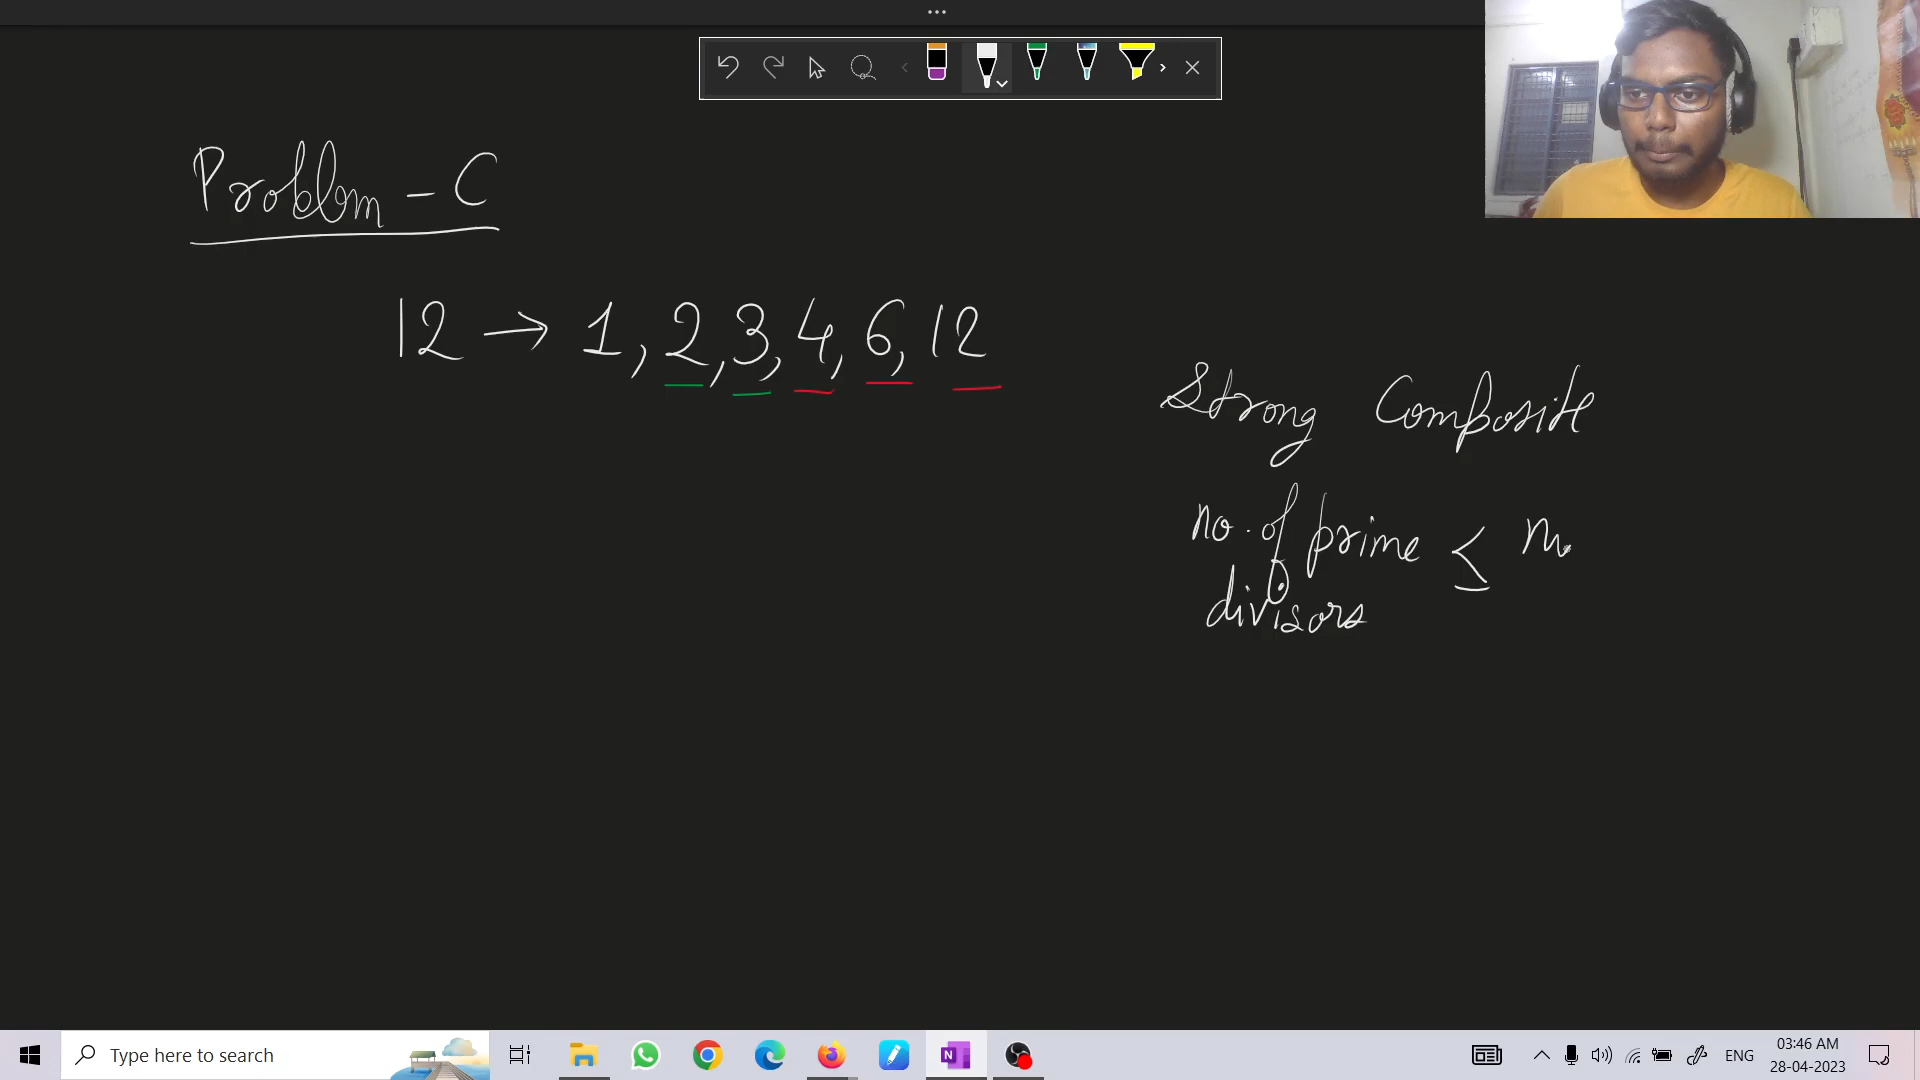 Problem - C
12 → 1, 2, 3, 4, 6, 12
Strong Composite
no. of prime ≤
divisors
Type here to search
ENG
03:46 AM
28-04-2023